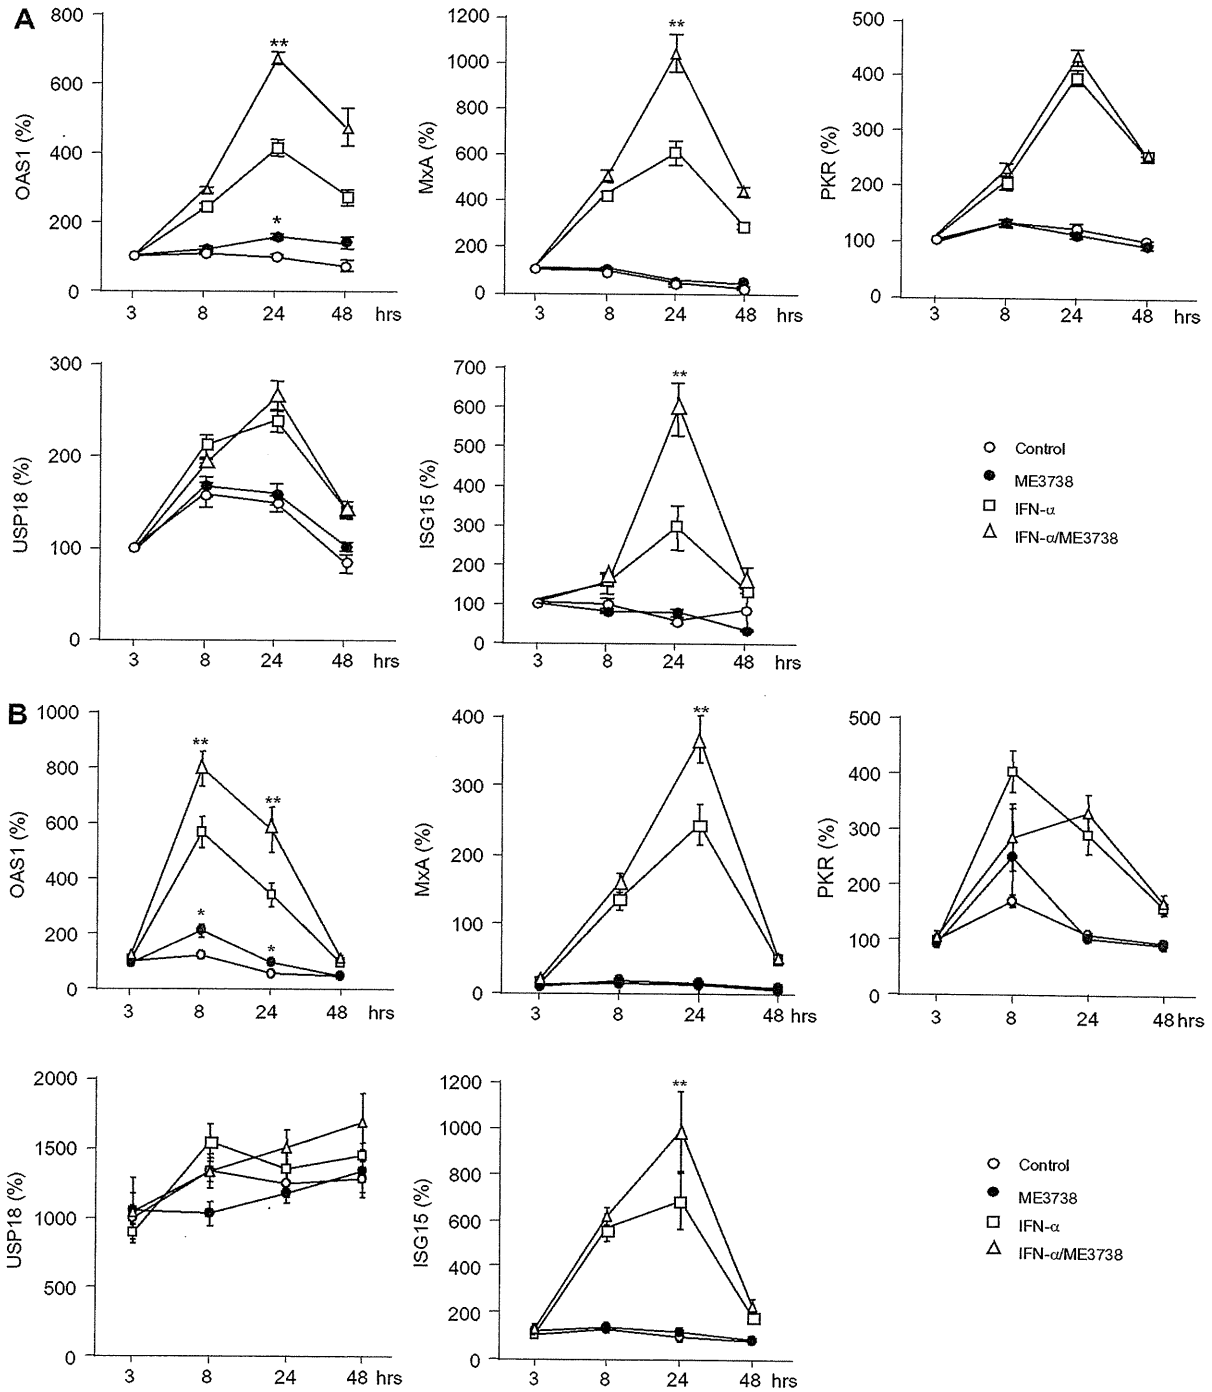 A
800
600
400
200
0
OAS1 (%)
**
*
3 8 24 48 hrs
1200
1000
800
600
400
200
0
MxA (%)
**
3 8 24 48 hrs
500
400
300
200
100
0
PKR (%)
3 8 24 48 hrs
300
200
100
0
USP18 (%)
3 8 24 48 hrs
700
600
500
400
300
200
100
0
ISG15 (%)
**
3 8 24 48 hrs
Control
ME3738
IFN-α
IFN-α/ME3738
B
1000
800
600
400
200
0
OAS1 (%)
**
**
*
*
3 8 24 48 hrs
400
300
200
100
0
MxA (%)
**
3 8 24 48 hrs
500
400
300
200
100
0
PKR (%)
3 8 24 48 hrs
2000
1500
1000
500
0
USP18 (%)
3 8 24 48 hrs
1200
1000
800
600
400
200
0
ISG15 (%)
**
3 8 24 48 hrs
Control
ME3738
IFN-α
IFN-α/ME3738